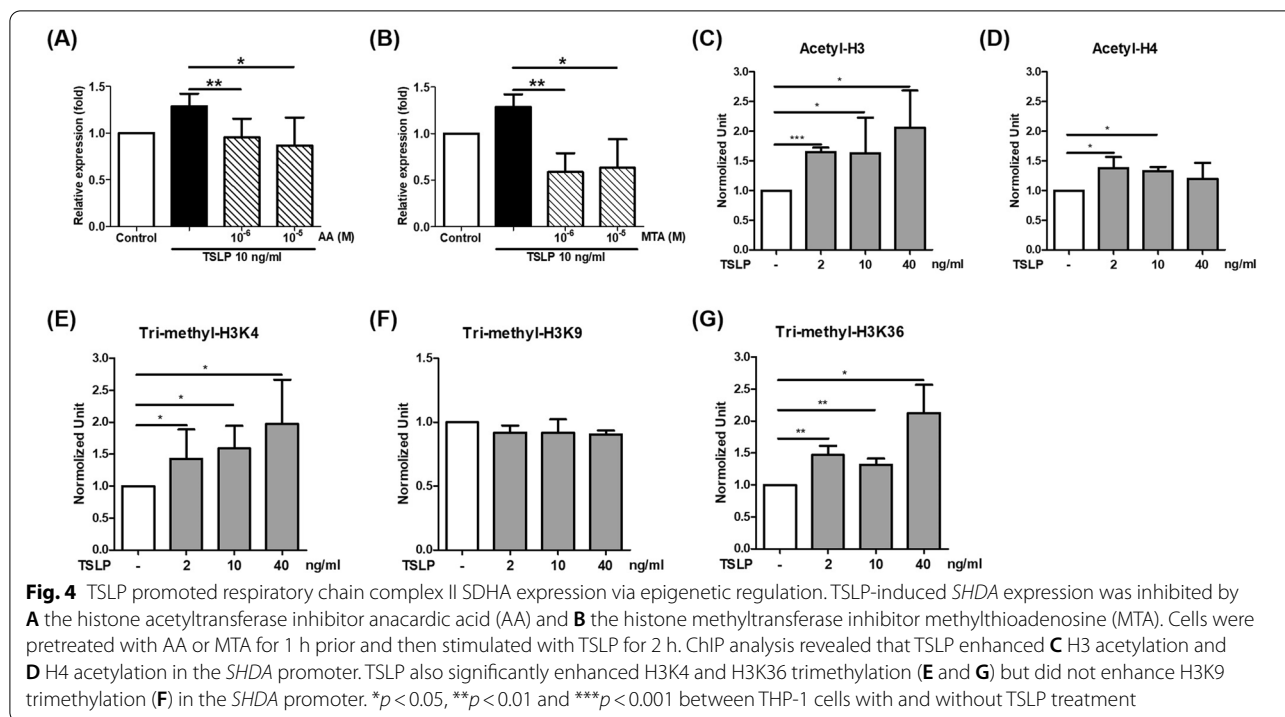 (A)
* 
**
Relative expression (fold)
1.5
1.0
0.5
0.0
Control
10⁻⁶
10⁻⁵
AA (M)
TSLP 10 ng/ml
(B)
*
**
Relative expression (fold)
1.5
1.0
0.5
0.0
Control
10⁻⁶
10⁻⁵
MTA (M)
TSLP 10 ng/ml
(C)
Acetyl-H3
*
*
***
Normalized Unit
3.0
2.5
2.0
1.5
1.0
0.5
0.0
TSLP - 2 10 40 ng/ml
(D)
Acetyl-H4
*
*
Normalized Unit
3.0
2.5
2.0
1.5
1.0
0.5
0.0
TSLP - 2 10 40 ng/ml
(E)
Tri-methyl-H3K4
*
*
*
Normalized Unit
3.0
2.5
2.0
1.5
1.0
0.5
0.0
TSLP - 2 10 40 ng/ml
(F)
Tri-methyl-H3K9
Normalized Unit
1.5
1.0
0.5
0.0
TSLP - 2 10 40 ng/ml
(G)
Tri-methyl-H3K36
*
**
**
Normalized Unit
3.0
2.5
2.0
1.5
1.0
0.5
0.0
TSLP - 2 10 40 ng/ml
Fig. 4 TSLP promoted respiratory chain complex II SDHA expression via epigenetic regulation. TSLP-induced SHDA expression was inhibited by
A the histone acetyltransferase inhibitor anacardic acid (AA) and B the histone methyltransferase inhibitor methylthioadenosine (MTA). Cells were
pretreated with AA or MTA for 1 h prior and then stimulated with TSLP for 2 h. ChIP analysis revealed that TSLP enhanced C H3 acetylation and
D H4 acetylation in the SHDA promoter. TSLP also significantly enhanced H3K4 and H3K36 trimethylation (E and G) but did not enhance H3K9
trimethylation (F) in the SHDA promoter. *p < 0.05, **p < 0.01 and ***p < 0.001 between THP-1 cells with and without TSLP treatment